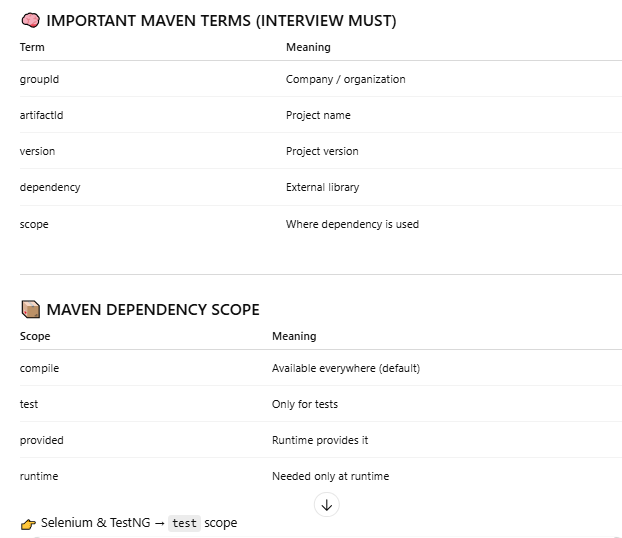 🧠 IMPORTANT MAVEN TERMS (INTERVIEW MUST)
Term Meaning
groupId Company / organization
artifactId Project name
version Project version
dependency External library
scope Where dependency is used
📦 MAVEN DEPENDENCY SCOPE
Scope Meaning
compile Available everywhere (default)
test Only for tests
provided Runtime provides it
runtime Needed only at runtime
👉 Selenium & TestNG → test scope